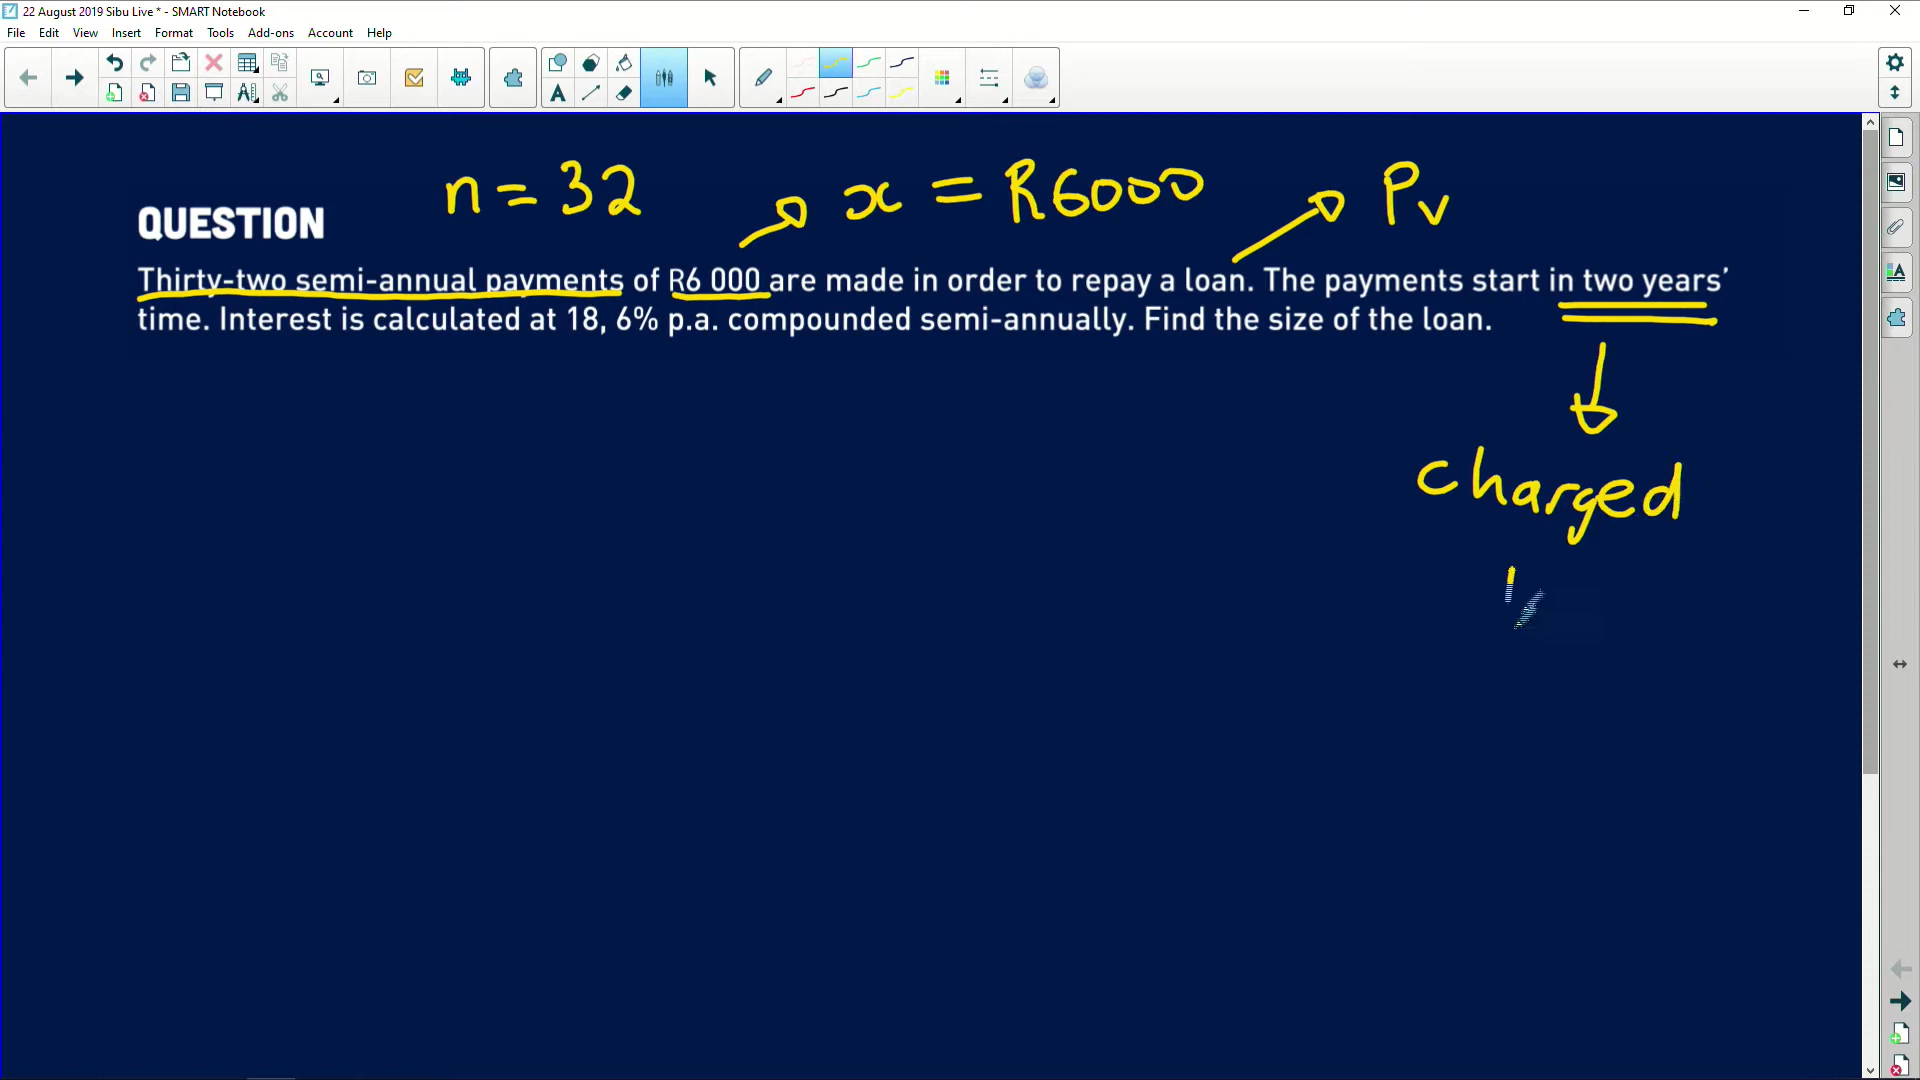 22 August 2019 Sibu Live * - SMART Notebook
File Edit View Insert Format Tools Add-ons Account Help
n = 32 x = R6000 Pv
QUESTION
Thirty-two semi-annual payments of R6 000 are made in order to repay a loan. The payments start in two years’
time. Interest is calculated at 18, 6% p.a. compounded semi-annually. Find the size of the loan.
charged